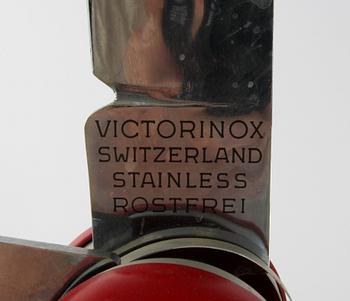 VICTORINOX
SWITZERLAND
STAINLESS
ROSTFREI